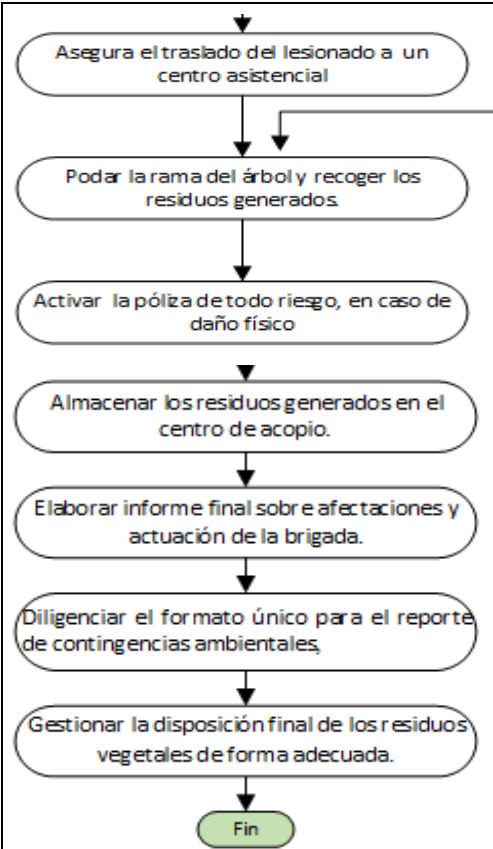 Asegura el traslado del lesionado a un
centro asistencial
Podar la rama del árbol y recoger los
residuos generados.
Activar la póliza de todo riesgo, en caso de
daño físico
Almacenar los residuos generados en el
centro de acopio.
Elaborar informe final sobre afectaciones y
actuación de la brigada.
Diligenciar el formato único para el reporte
de contingencias ambientales,
Gestionar la disposición final de los residuos
vegetales de forma adecuada.
Fin